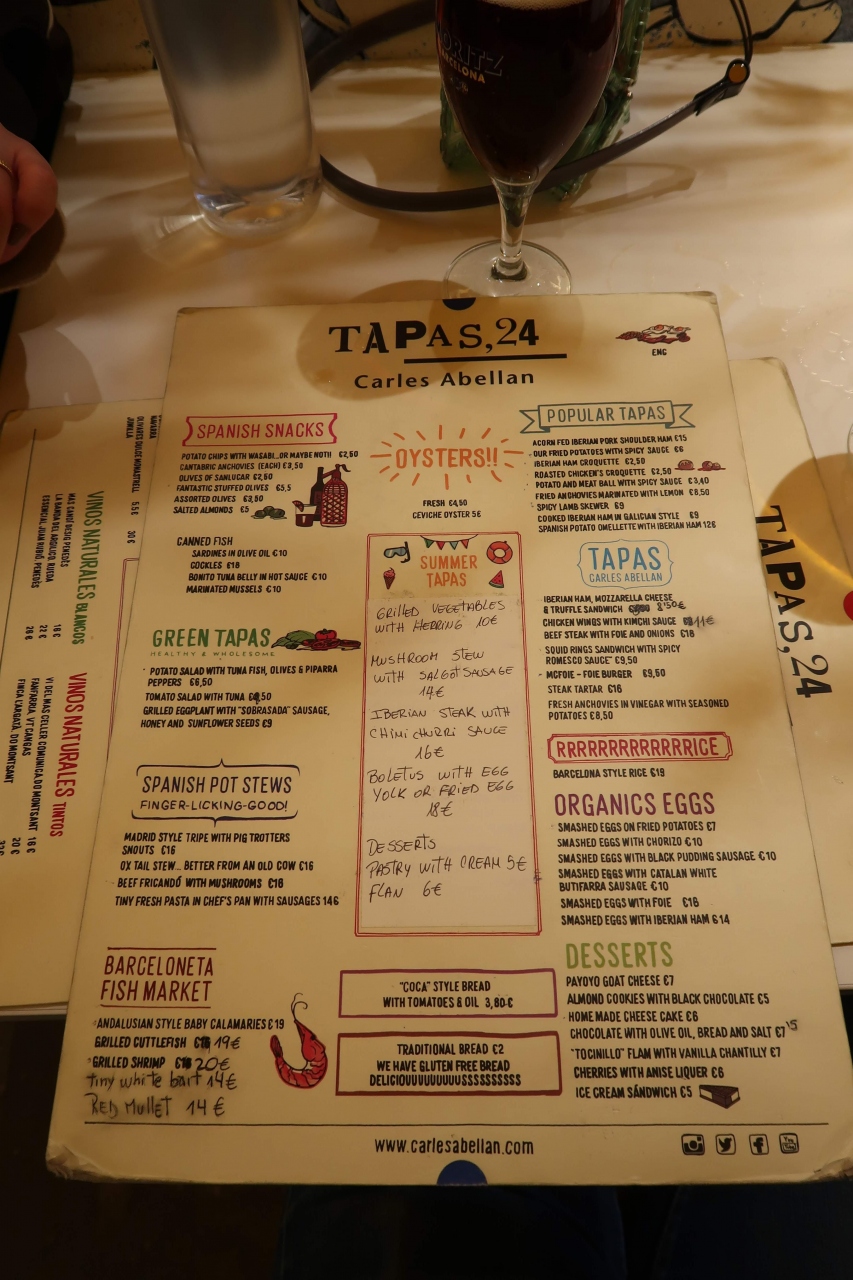 MORITZ
BARCELONA
TAPAS,24
Carles Abellan
ENG
SPANISH SNACKS
POTATO CHIPS WITH WASABI...OR MAYBE NOT!! €2,50
CANTABRIC ANCHOVIES (EACH) €3,50
OLIVES OF SANLUCAR €2,50
FANTASTIC STUFFED OLIVES €5,5
ASSORTED OLIVES €3,50
SALTED ALMONDS €5
CANNED FISH
SARDINES IN OLIVE OIL €10
COCKLES €18
BONITO TUNA BELLY IN HOT SAUCE €10
MARINATED MUSSELS €10
GREEN TAPAS
HEALTHY & WHOLESOME
POTATO SALAD WITH TUNA FISH, OLIVES & PIPARRA
PEPPERS €6,50
TOMATO SALAD WITH TUNA
GRILLED EGGPLANT WITH "SOBRASADA" SAUSAGE,
HONEY AND SUNFLOWER SEEDS €9
SPANISH POT STEWS
FINGER-LICKING-GOOD!
MADRID STYLE TRIPE WITH PIG TROTTERS
SNOUTS €16
OX TAIL STEW... BETTER FROM AN OLD COW €16
BEEF FRICANDÓ WITH MUSHROOMS €16
TINY FRESH PASTA IN CHEF'S PAN WITH SAUSAGES 14€
BARCELONETA
FISH MARKET
ANDALUSIAN STYLE BABY CALAMARIES €19
GRILLED CUTTLEFISH 19€
GRILLED SHRIMP 20€
tiny white bait 14€
RED Mullet 14€
OYSTERS!!
FRESH €4,50
CEVICHE OYSTER 5€
SUMMER
TAPAS
GRILLED VEGETABLES
WITH HERRING 10€
MUSHROOM STEW
WITH SALGOT SAUSAGE
14€
IBERIAN STEAK WITH
CHIMI CHURRI SAUCE
16€
BOLETUS WITH EGG
YOLK OR FRIED EGG
18€
DESSERTS
PASTRY WITH CREAM 5€
FLAN 6€
"COCA" STYLE BREAD
WITH TOMATOES & OIL 3,80€
TRADITIONAL BREAD €2
WE HAVE GLUTEN FREE BREAD
DELICIOUUUUUUUUUSSSSSSSSSS
POPULAR TAPAS
ACORN FED IBERIAN PORK SHOULDER HAM €15
OUR FRIED POTATOES WITH SPICY SAUCE €6
IBERIAN HAM CROQUETTE €2,50
ROASTED CHICKEN'S CROQUETTE €2,50
POTATO AND MEAT BALL WITH SPICY SAUCE €3,40
FRIED ANCHOVIES MARINATED WITH LEMON €8,50
SPICY LAMB SKEWER €9
COOKED IBERIAN HAM IN GALICIAN STYLE €9
SPANISH POTATO OMELLETTE WITH IBERIAN HAM 12€
TAPAS
CARLES ABELLAN
IBERIAN HAM, MOZZARELLA CHEESE
& TRUFFLE SANDWICH 8'50€
CHICKEN WINGS WITH KIMCHI SAUCE 11€
BEEF STEAK WITH FOIE AND ONIONS €18
SQUID RINGS SANDWICH WITH SPICY
ROMESCO SAUCE" €9,50
MCFOIE - FOIE BURGER €9,50
STEAK TARTAR €16
FRESH ANCHOVIES IN VINEGAR WITH SEASONED
POTATOES €8,50
RRRRRRRRRRRRRICE
BARCELONA STYLE RICE €19
ORGANICS EGGS
SMASHED EGGS ON FRIED POTATOES €7
SMASHED EGGS WITH CHORIZO €10
SMASHED EGGS WITH BLACK PUDDING SAUSAGE €10
SMASHED EGGS WITH CATALAN WHITE
BUTIFARRA SAUSAGE €10
SMASHED EGGS WITH FOIE €16
SMASHED EGGS WITH IBERIAN HAM €14
DESSERTS
PAYOYO GOAT CHEESE €7
ALMOND COOKIES WITH BLACK CHOCOLATE €5
HOME MADE CHEESE CAKE €6
CHOCOLATE WITH OLIVE OIL, BREAD AND SALT €7'5
"TOCINILLO" FLAM WITH VANILLA CHANTILLY €7
CHERRIES WITH ANISE LIQUER €6
ICE CREAM SÁNDWICH €5
www.carlesabellan.com
VINOS NATURALES BLANCOS
VINOS NATURALES TINTOS
TAPAS,24